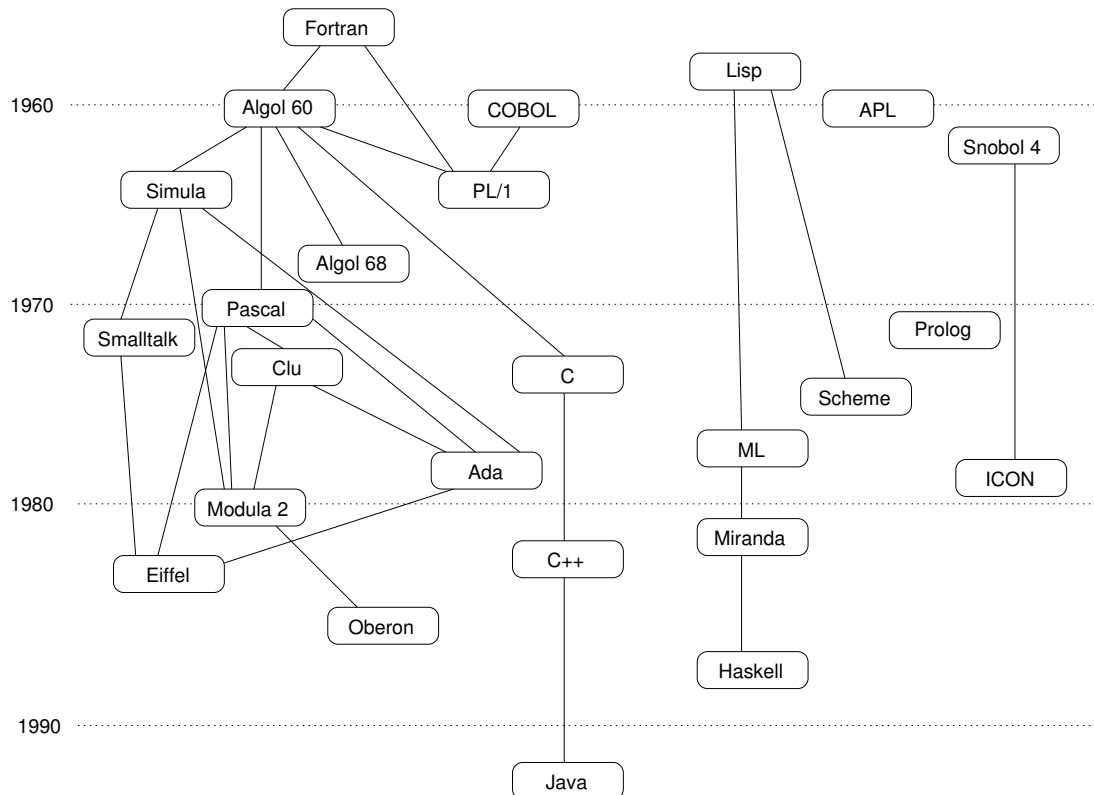 Fortran
Lisp
1960
Algol 60
COBOL
APL
Snobol 4
Simula
PL/1
Algol 68
1970
Pascal
Smalltalk
Prolog
Clu
C
Scheme
ML
Ada
ICON
1980
Modula 2
Miranda
C++
Eiffel
Oberon
Haskell
1990
Java